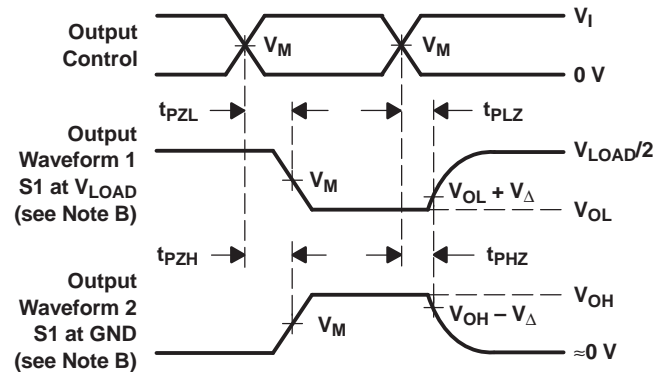 Output
Control
V_M
V_M
V_I
0 V
t_PZL
t_PLZ
Output
Waveform 1
S1 at V_LOAD
(see Note B)
V_M
V_LOAD/2
V_OL + V_Δ
V_OL
t_PZH
t_PHZ
Output
Waveform 2
S1 at GND
(see Note B)
V_M
V_OH
V_OH − V_Δ
≈0 V